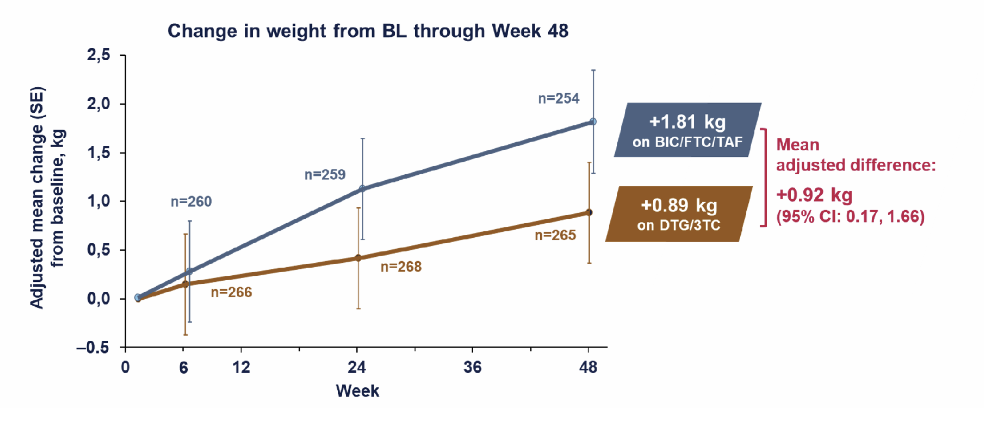 Change in weight from BL through Week 48
Adjusted mean change (SE)
from baseline, kg
2,5
2,0
1,5
1,0
0,5
0,0
–0.5
0
6
12
24
36
48
Week
n=260
n=259
n=254
n=266
n=268
n=265
+1.81 kg
on BIC/FTC/TAF
+0.89 kg
on DTG/3TC
Mean
adjusted difference:
+0.92 kg
(95% CI: 0.17, 1.66)